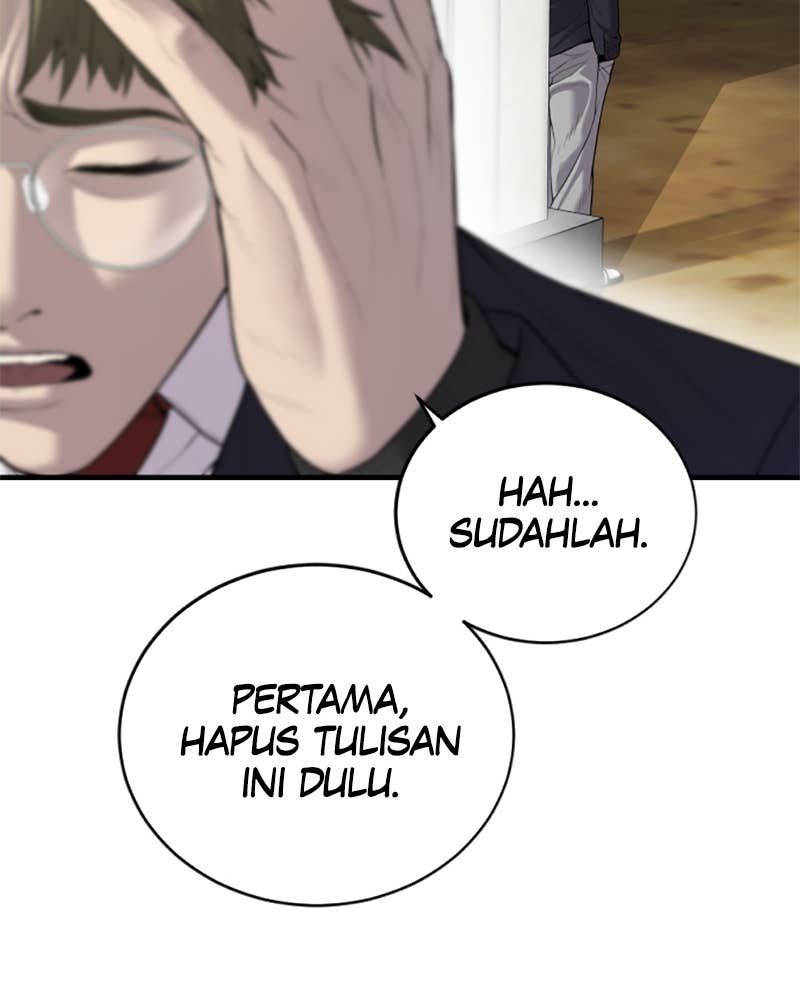 HAH...
SUDAHLAH.
PERTAMA,
HAPUS TULISAN
INI DULU.